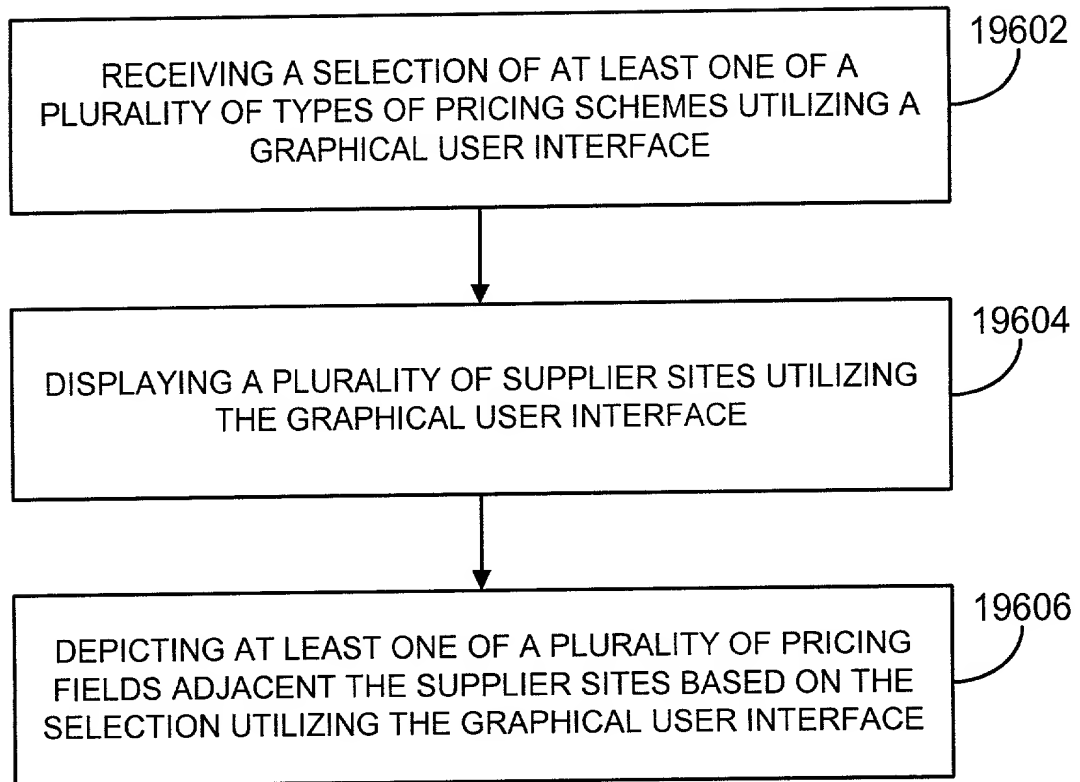 19602
RECEIVING A SELECTION OF AT LEAST ONE OF A
PLURALITY OF TYPES OF PRICING SCHEMES UTILIZING A
GRAPHICAL USER INTERFACE
19604
DISPLAYING A PLURALITY OF SUPPLIER SITES UTILIZING
THE GRAPHICAL USER INTERFACE
19606
DEPICTING AT LEAST ONE OF A PLURALITY OF PRICING
FIELDS ADJACENT THE SUPPLIER SITES BASED ON THE
SELECTION UTILIZING THE GRAPHICAL USER INTERFACE